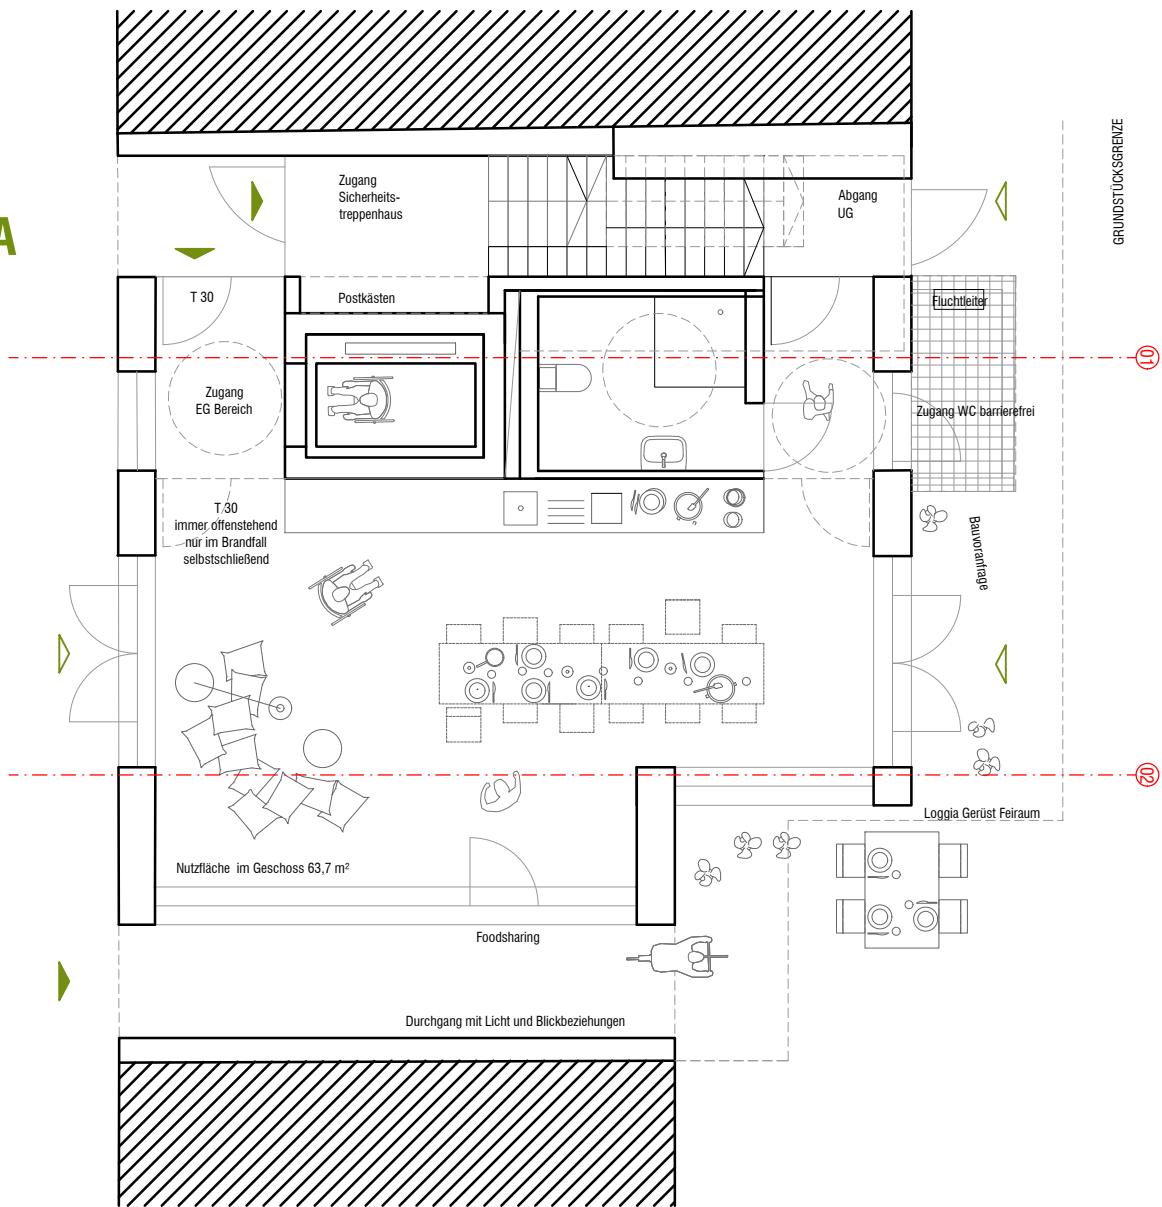 GRUNDSTÜCKSGRENZE
Zugang
Sicherheits-
treppenhaus
Abgang
UG
A
T 30
Postkästen
Fluchtleiter
01
Zugang
EG Bereich
Zugang WC barrierefrei
T 30
immer offenstehend
nur im Brandfall
selbstschließend
Bauvoranfrage
02
Loggia Gerüst Feiraum
Nutzfläche im Geschoss 63,7 m²
Foodsharing
Durchgang mit Licht und Blickbeziehungen